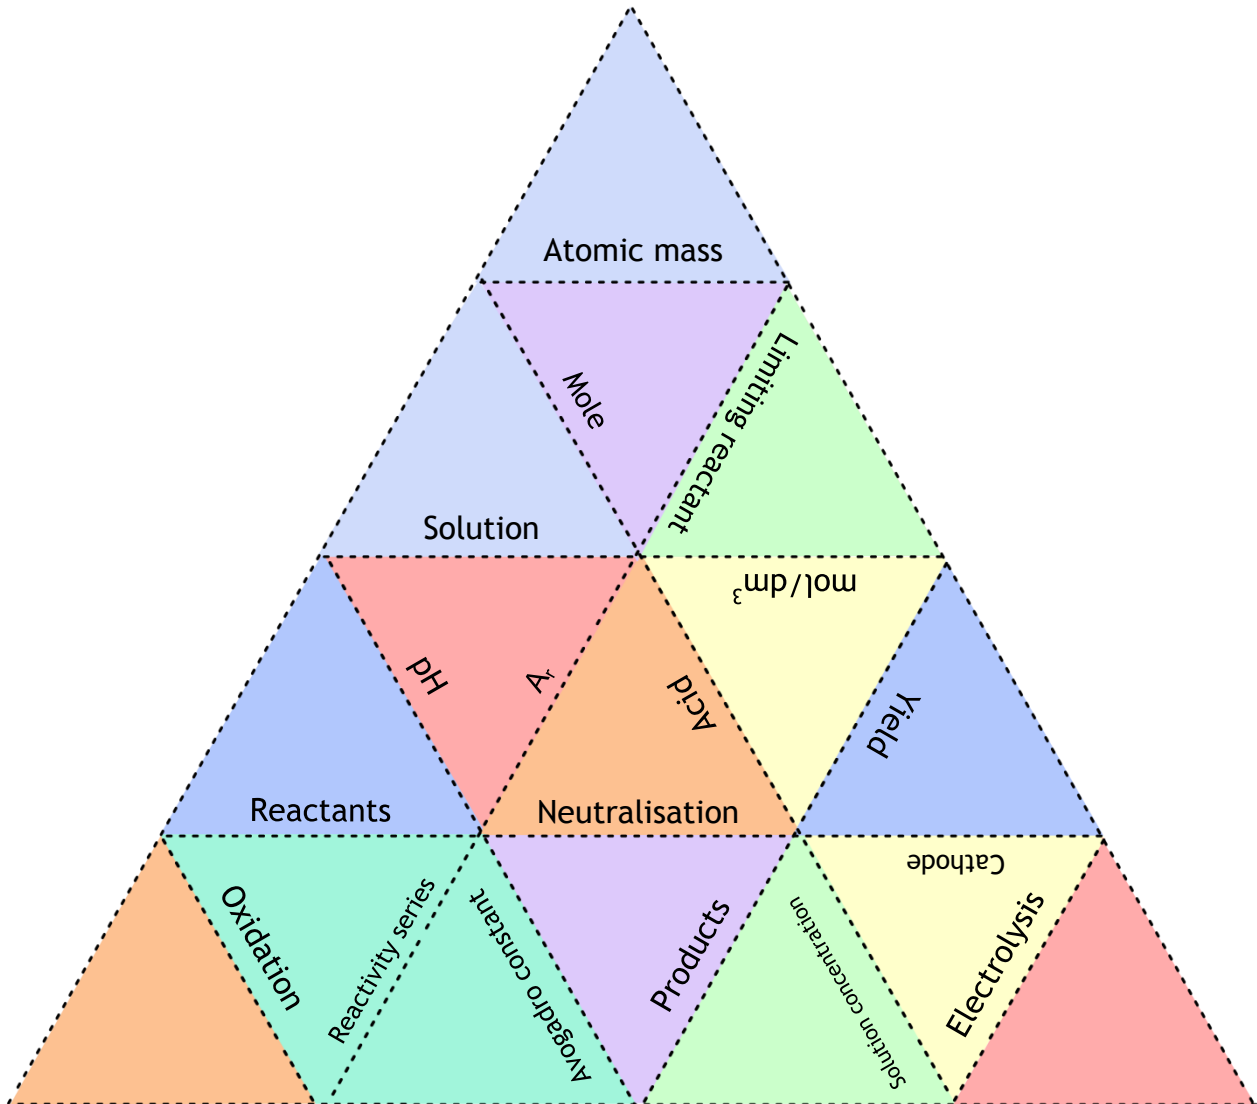 Atomic mass
Mole
Limiting reactant
Solution
mol/dm³
pH
Aᵣ
Acid
Yield
Reactants
Neutralisation
Cathode
Oxidation
Reactivity series
Avogadro constant
Products
Solution concentration
Electrolysis